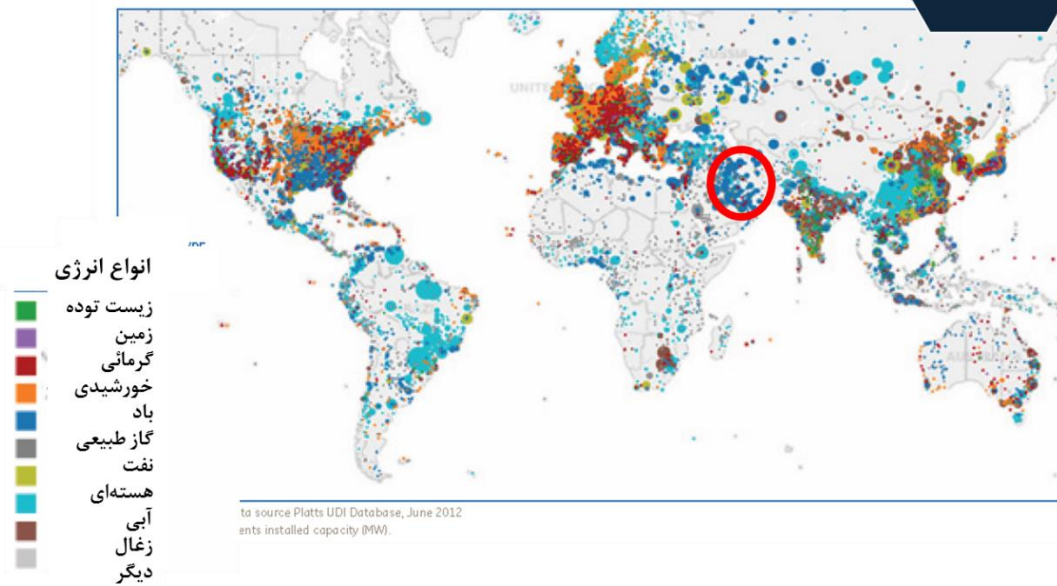 انواع انرژی
زیست توده
زمین
گرمائی
خورشیدی
باد
گاز طبیعی
نفت
هسته‌ای
آبی
زغال
دیگر
ta source Platts UDI Database, June 2012
ents installed capacity (MW).